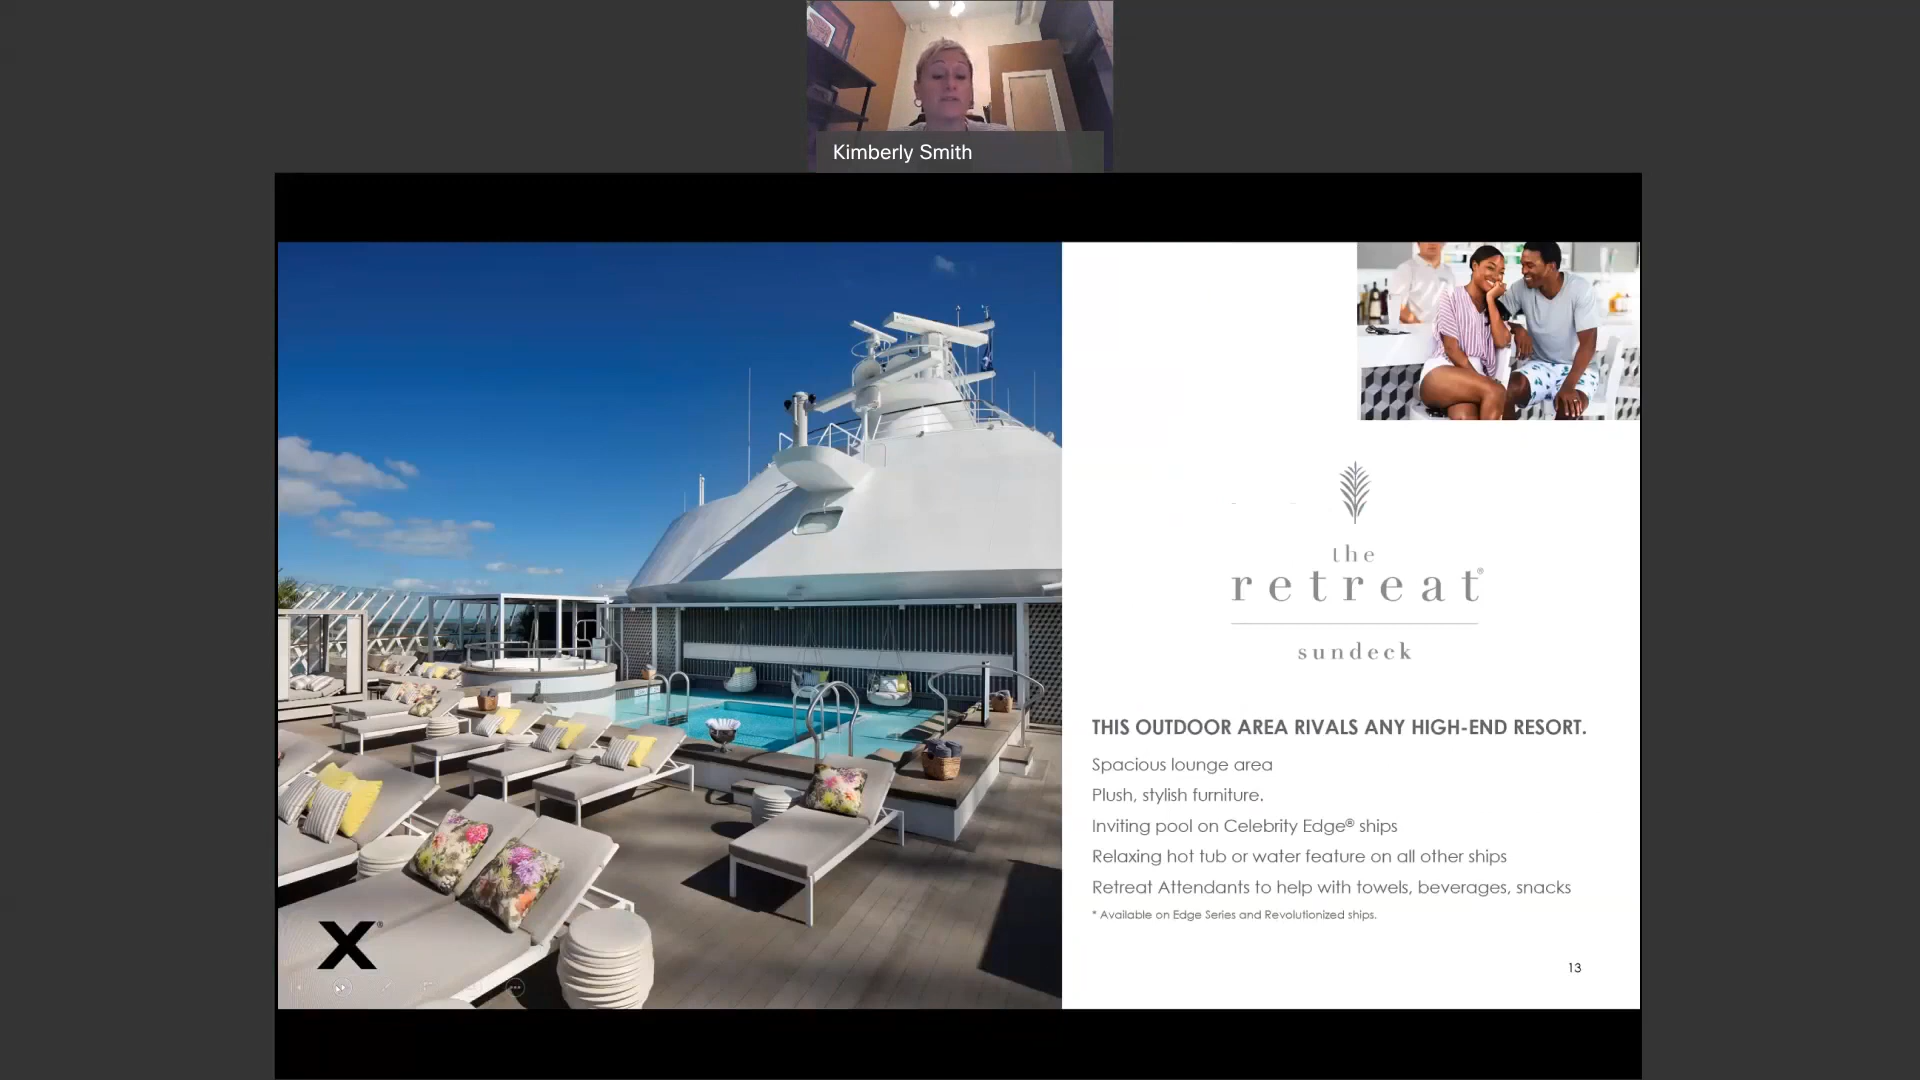 Kimberly Smith
the
retreat®
sundeck
THIS OUTDOOR AREA RIVALS ANY HIGH-END RESORT.
Spacious lounge area
Plush, stylish furniture.
Inviting pool on Celebrity Edge® ships
Relaxing hot tub or water feature on all other ships
Retreat Attendants to help with towels, beverages, snacks
* Available on Edge Series and Revolutionized ships.
X®
13